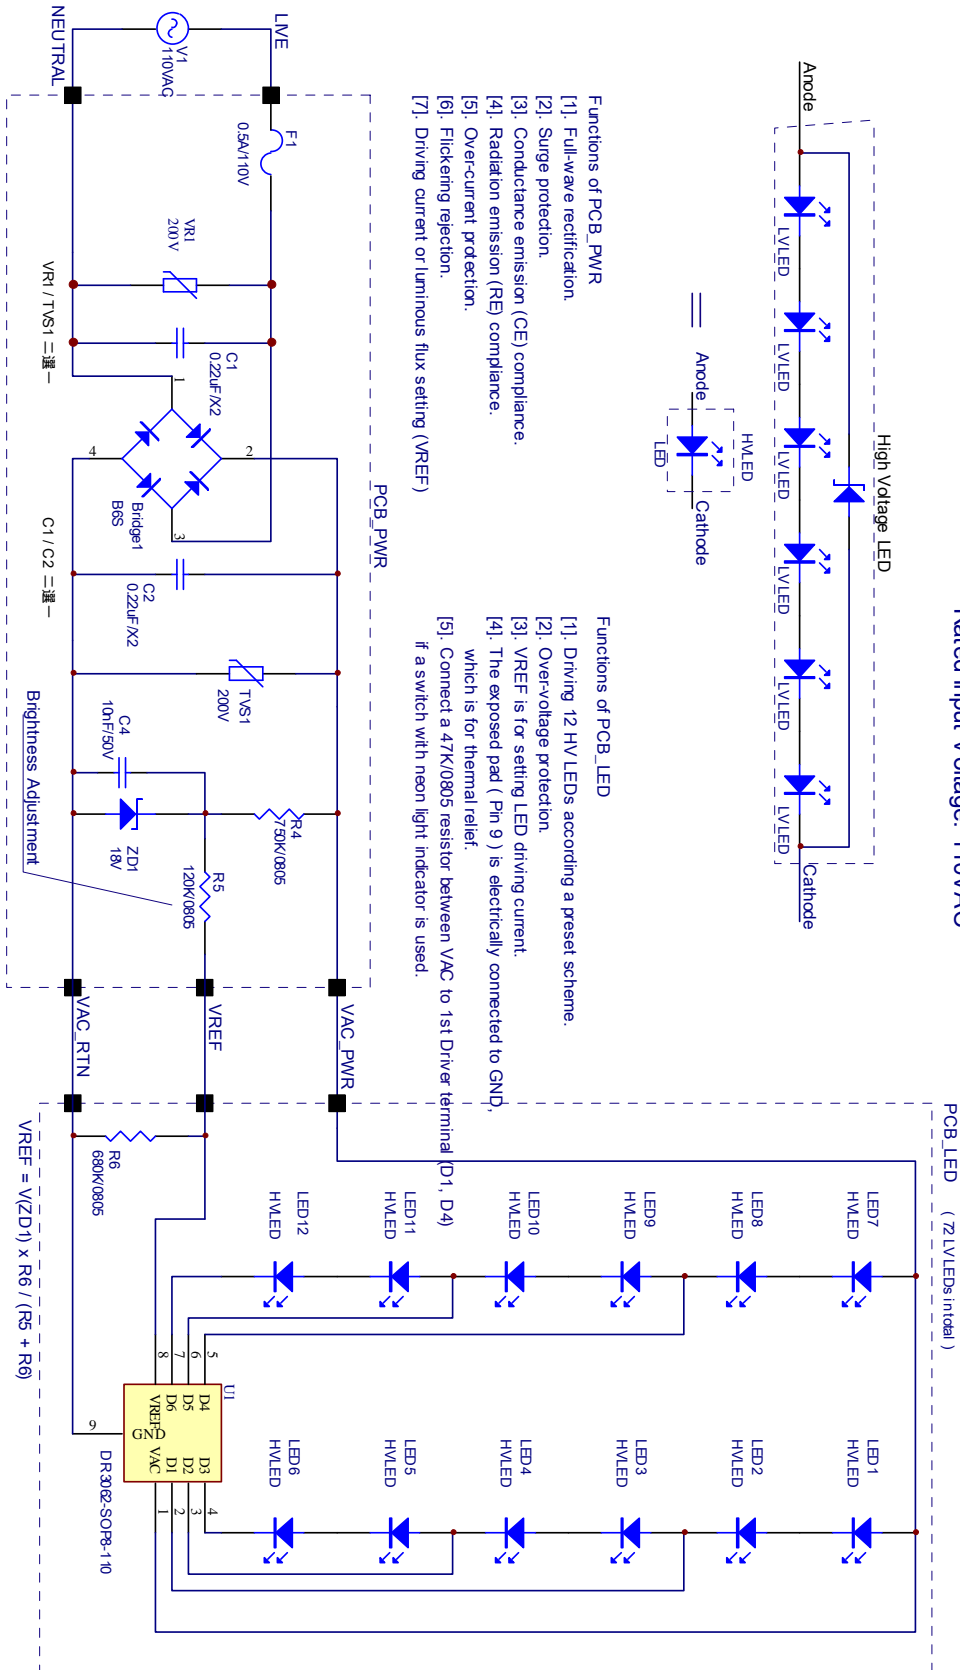 Rated Input Voltage: 110VAC
High Voltage LED
Anode
LVLED
LVLED
LVLED
LVLED
LVLED
LVLED
Cathode
HVLED
Anode
LED
Cathode
Functions of PCB_PWR
[1]. Full-wave rectification.
[2]. Surge protection.
[3]. Conductance emission (CE) compliance.
[4]. Radiation emission (RE) compliance.
[5]. Over-current protection.
[6]. Flickering rejection.
[7]. Driving current or luminous flux setting (VREF)
Functions of PCB_LED
[1]. Driving 12 HV LEDs according a preset scheme.
[2]. Over-voltage protection.
[3]. VREF is for setting LED driving current.
[4]. The exposed pad ( Pin 9 ) is electrically connected to GND,
which is for thermal relief.
[5]. Connect a 47K/0805 resistor between VAC to 1st Driver terminal (D1, D4)
if a switch with neon light indicator is used.
PCB_PWR
LIVE
V1
110VAC
NEUTRAL
F1
0.5A/110V
VR1
200V
C1
0.22uF/X2
1
2
3
4
Bridge1
B6S
C2
0.22uF/X2
TVS1
200V
C4
10nF/50V
ZD1
18V
R4
750K/0805
R5
120K/0805
VR1 / TVS1 二選一
C1 / C2 二選一
Brightness Adjustment
VAC_PWR
VREF
VAC_RTN
PCB_LED
( 72 LV LEDs in total )
LED7
HVLED
LED8
HVLED
LED9
HVLED
LED10
HVLED
LED11
HVLED
LED12
HVLED
LED1
HVLED
LED2
HVLED
LED3
HVLED
LED4
HVLED
LED5
HVLED
LED6
HVLED
R6
680K/0805
U1
5
6
7
8
D4
D5
D6
VREF
GND
9
D3
D2
D1
VAC
4
3
2
1
DR3062-SOP8-110
VREF = V(ZD1) x R6 / (R5 + R6)